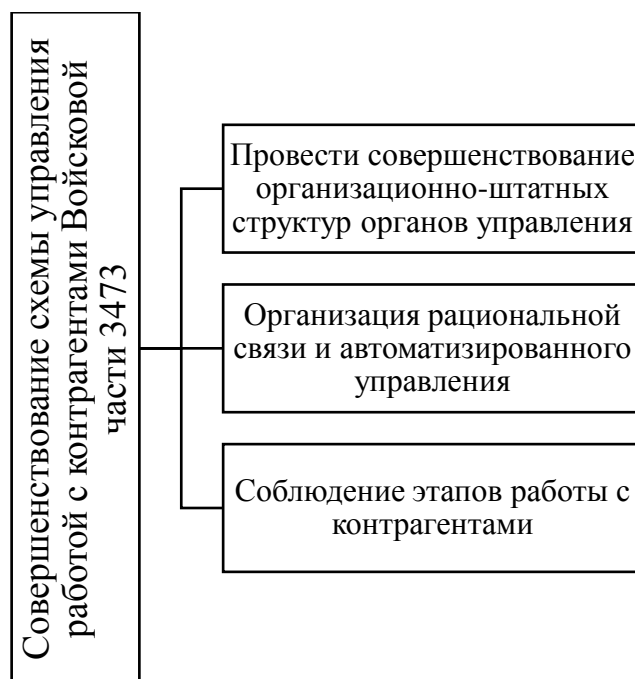 Совершенствование схемы управления
работой с контрагентами Войсковой
части 3473
Провести совершенствование
организационно-штатных
структур органов управления
Организация рациональной
связи и автоматизированного
управления
Соблюдение этапов работы с
контрагентами